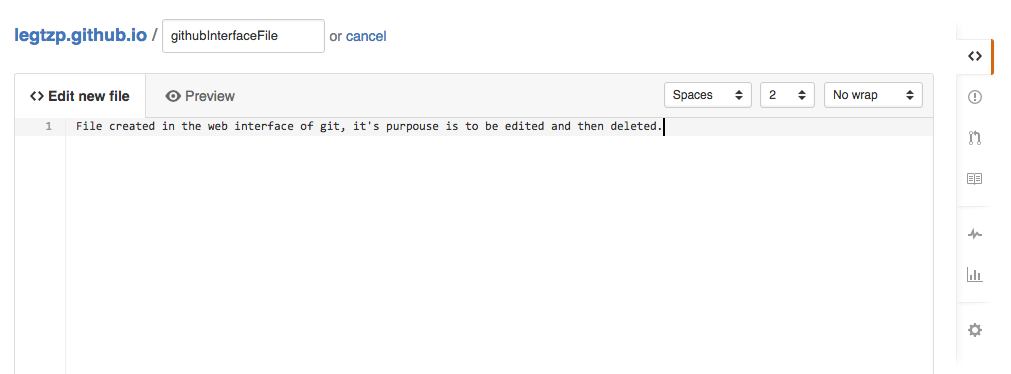 legtzp.github.io / githubInterfaceFile or cancel
<> Edit new file Preview Spaces 2 No wrap
1 File created in the web interface of git, it's purpouse is to be edited and then deleted.